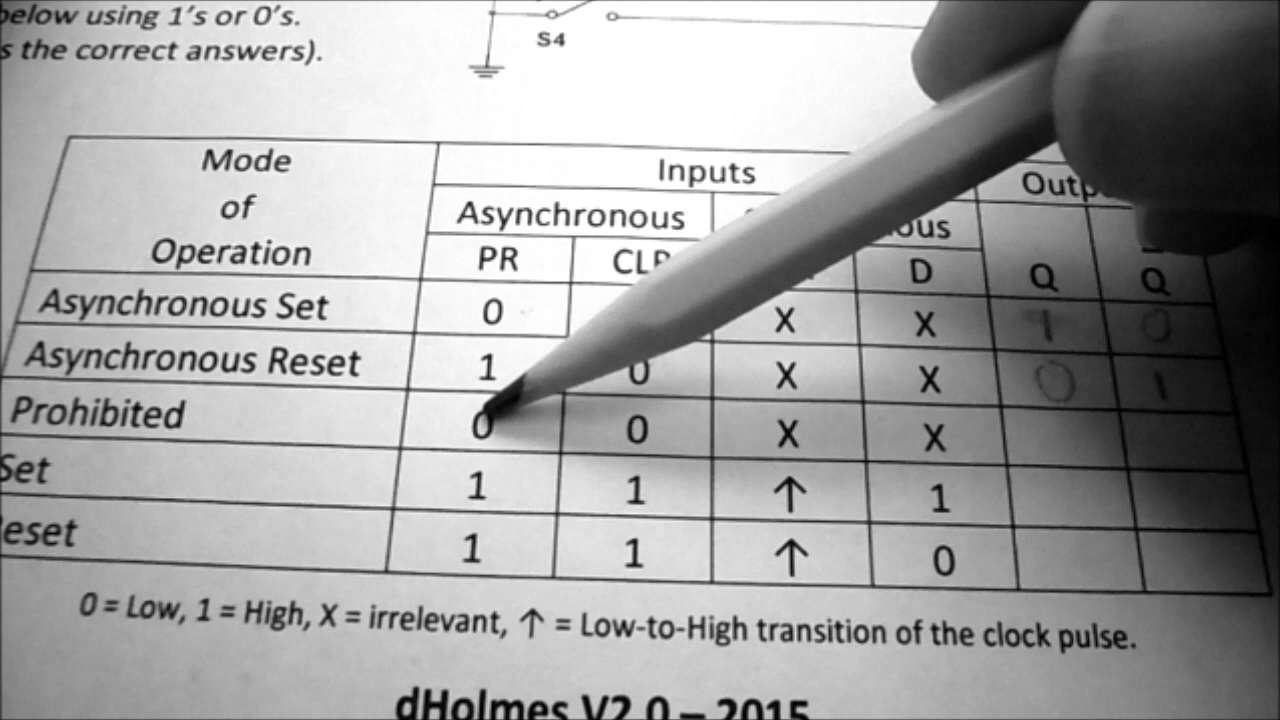 below using 1's or 0's.
s the correct answers).
S4
Mode of Operation Inputs
Asynchronous
PR D Q Q
Asynchronous Set 0 X X 1 0
Asynchronous Reset 1 0 X X 0 1
Prohibited 0 0 X X
Set 1 1 ↑ 1
eset 1 1 ↑ 0
0 = Low, 1 = High, X = irrelevant, ↑ = Low-to-High transition of the clock pulse.
dHolmes V2.0 – 2015